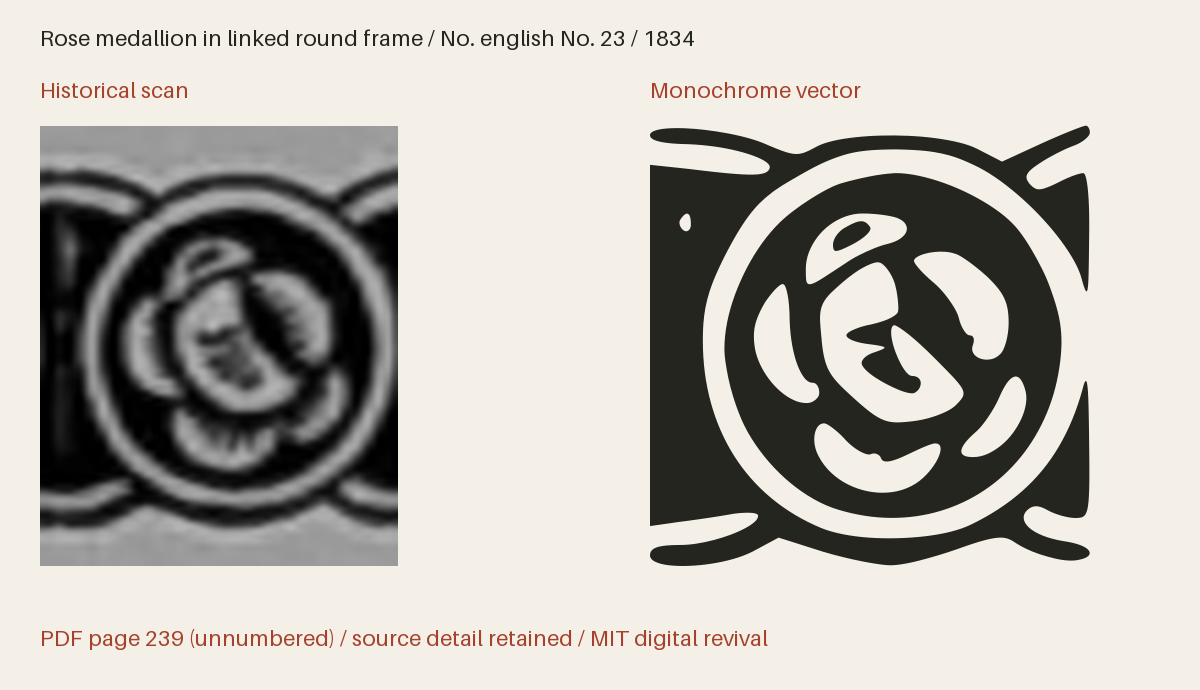 Rose medallion in linked round frame / No. english No. 23 / 1834
Historical scan
Monochrome vector
PDF page 239 (unnumbered) / source detail retained / MIT digital revival